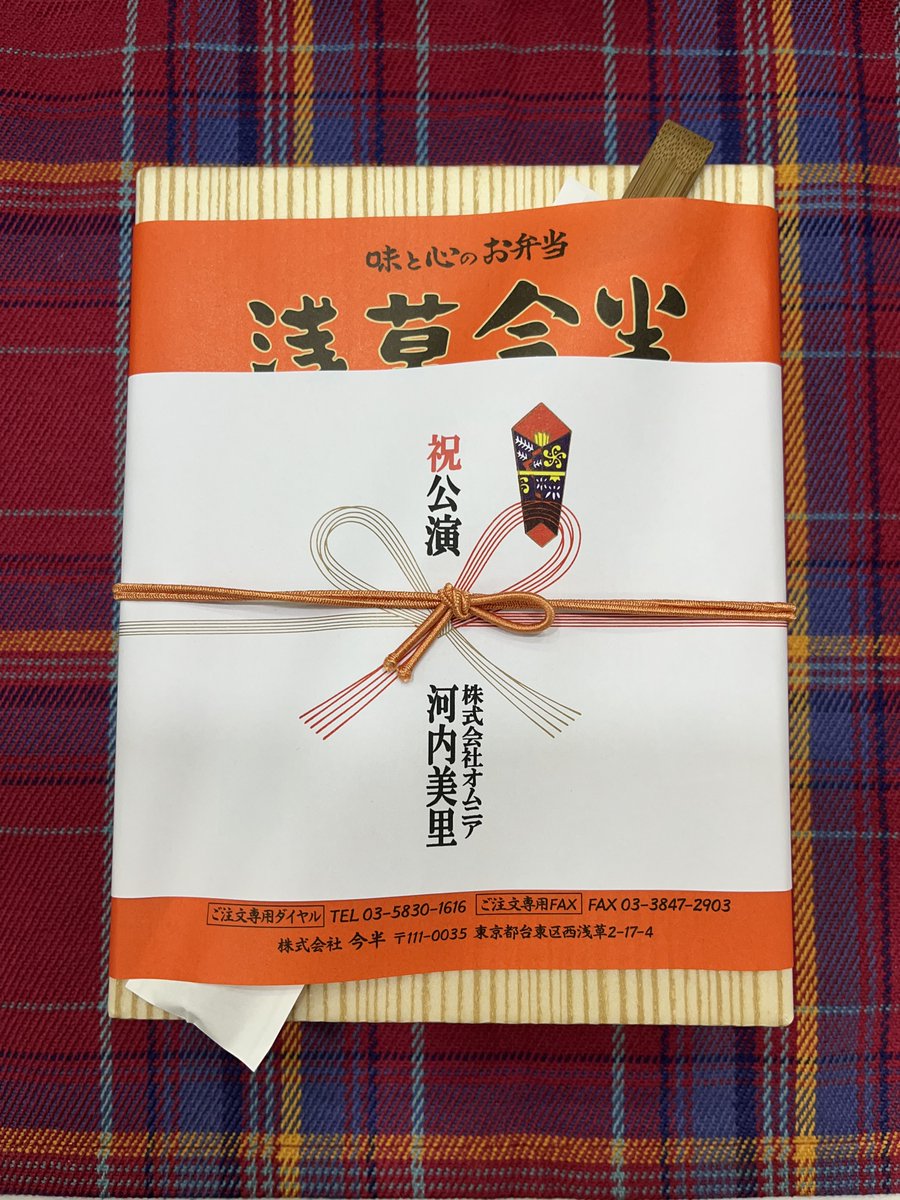 味と心のお弁当
浅草今半
祝公演
株式会社オムニア
河内美里
ご注文専用ダイヤル TEL 03-5830-1616 ご注文専用FAX FAX 03-3847-2903
株式会社 今半 〒111-0035 東京都台東区西浅草2-17-4